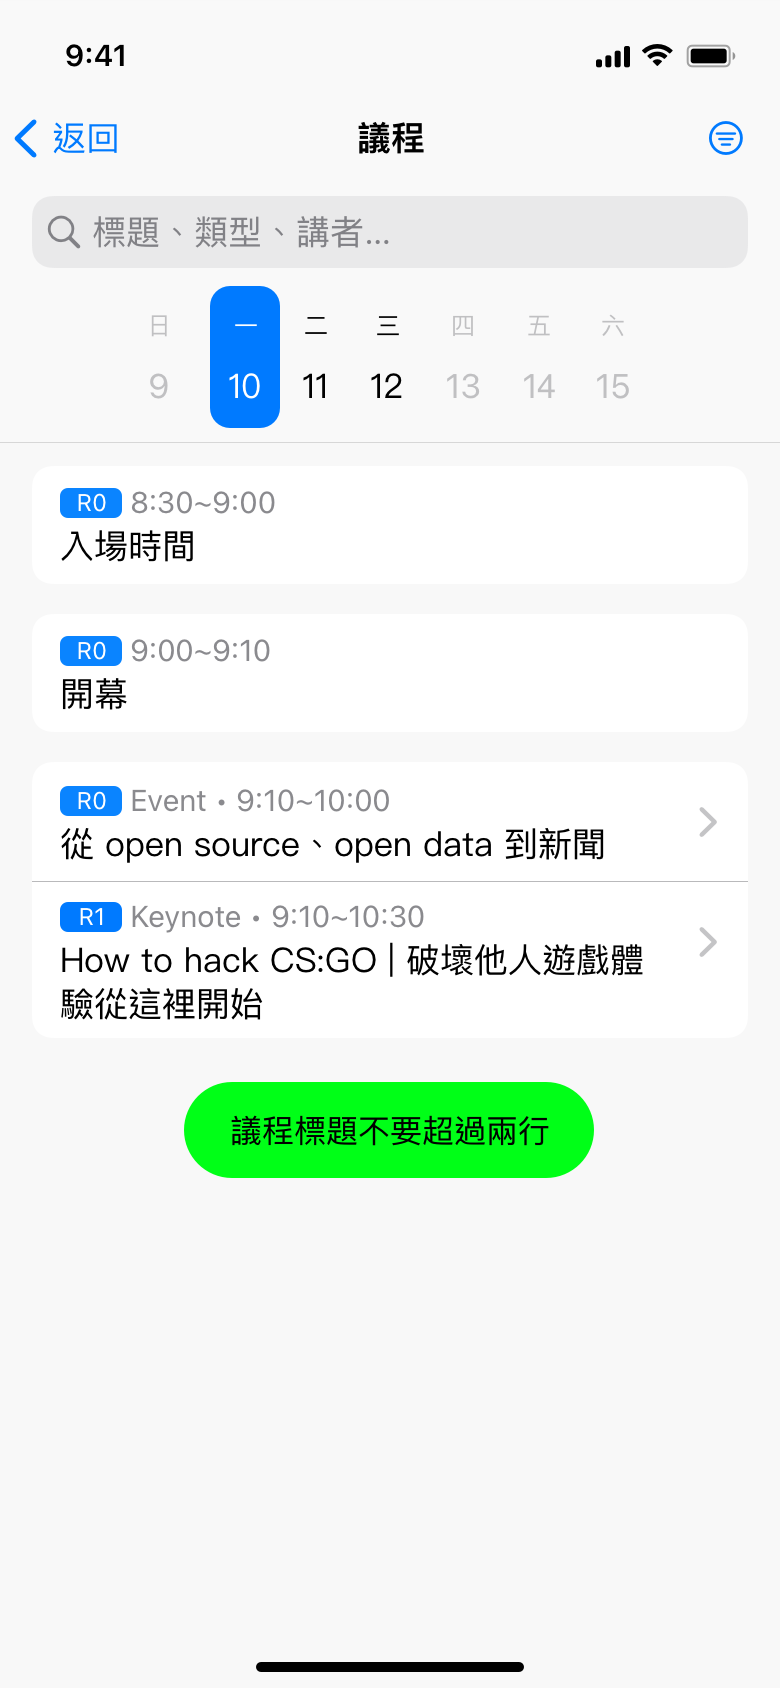 9:41
返回
議程
標題、類型、講者...
日 一 二 三 四 五 六
9 10 11 12 13 14 15
R0 8:30~9:00
入場時間
R0 9:00~9:10
開幕
R0 Event • 9:10~10:00
從 open source、open data 到新聞
R1 Keynote • 9:10~10:30
How to hack CS:GO | 破壞他人遊戲體
驗從這裡開始
議程標題不要超過兩行